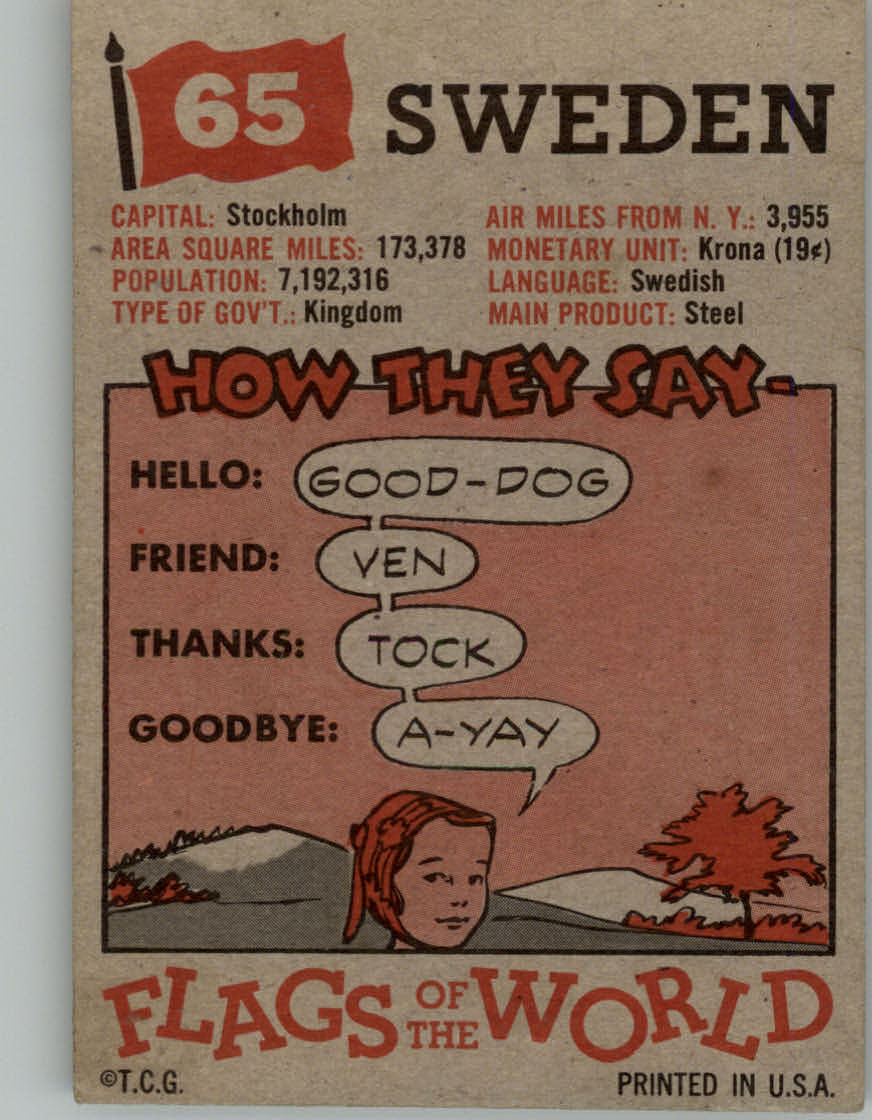 65 SWEDEN
CAPITAL: Stockholm
AREA SQUARE MILES: 173,378
POPULATION: 7,192,316
TYPE OF GOV'T.: Kingdom
AIR MILES FROM N. Y.: 3,955
MONETARY UNIT: Krona (19¢)
LANGUAGE: Swedish
MAIN PRODUCT: Steel
HOW THEY SAY-
HELLO: GOOD-DOG
FRIEND: VEN
THANKS: TOCK
GOODBYE: A-YAY
FLAGS OF THE WORLD
©T.C.G. PRINTED IN U.S.A.